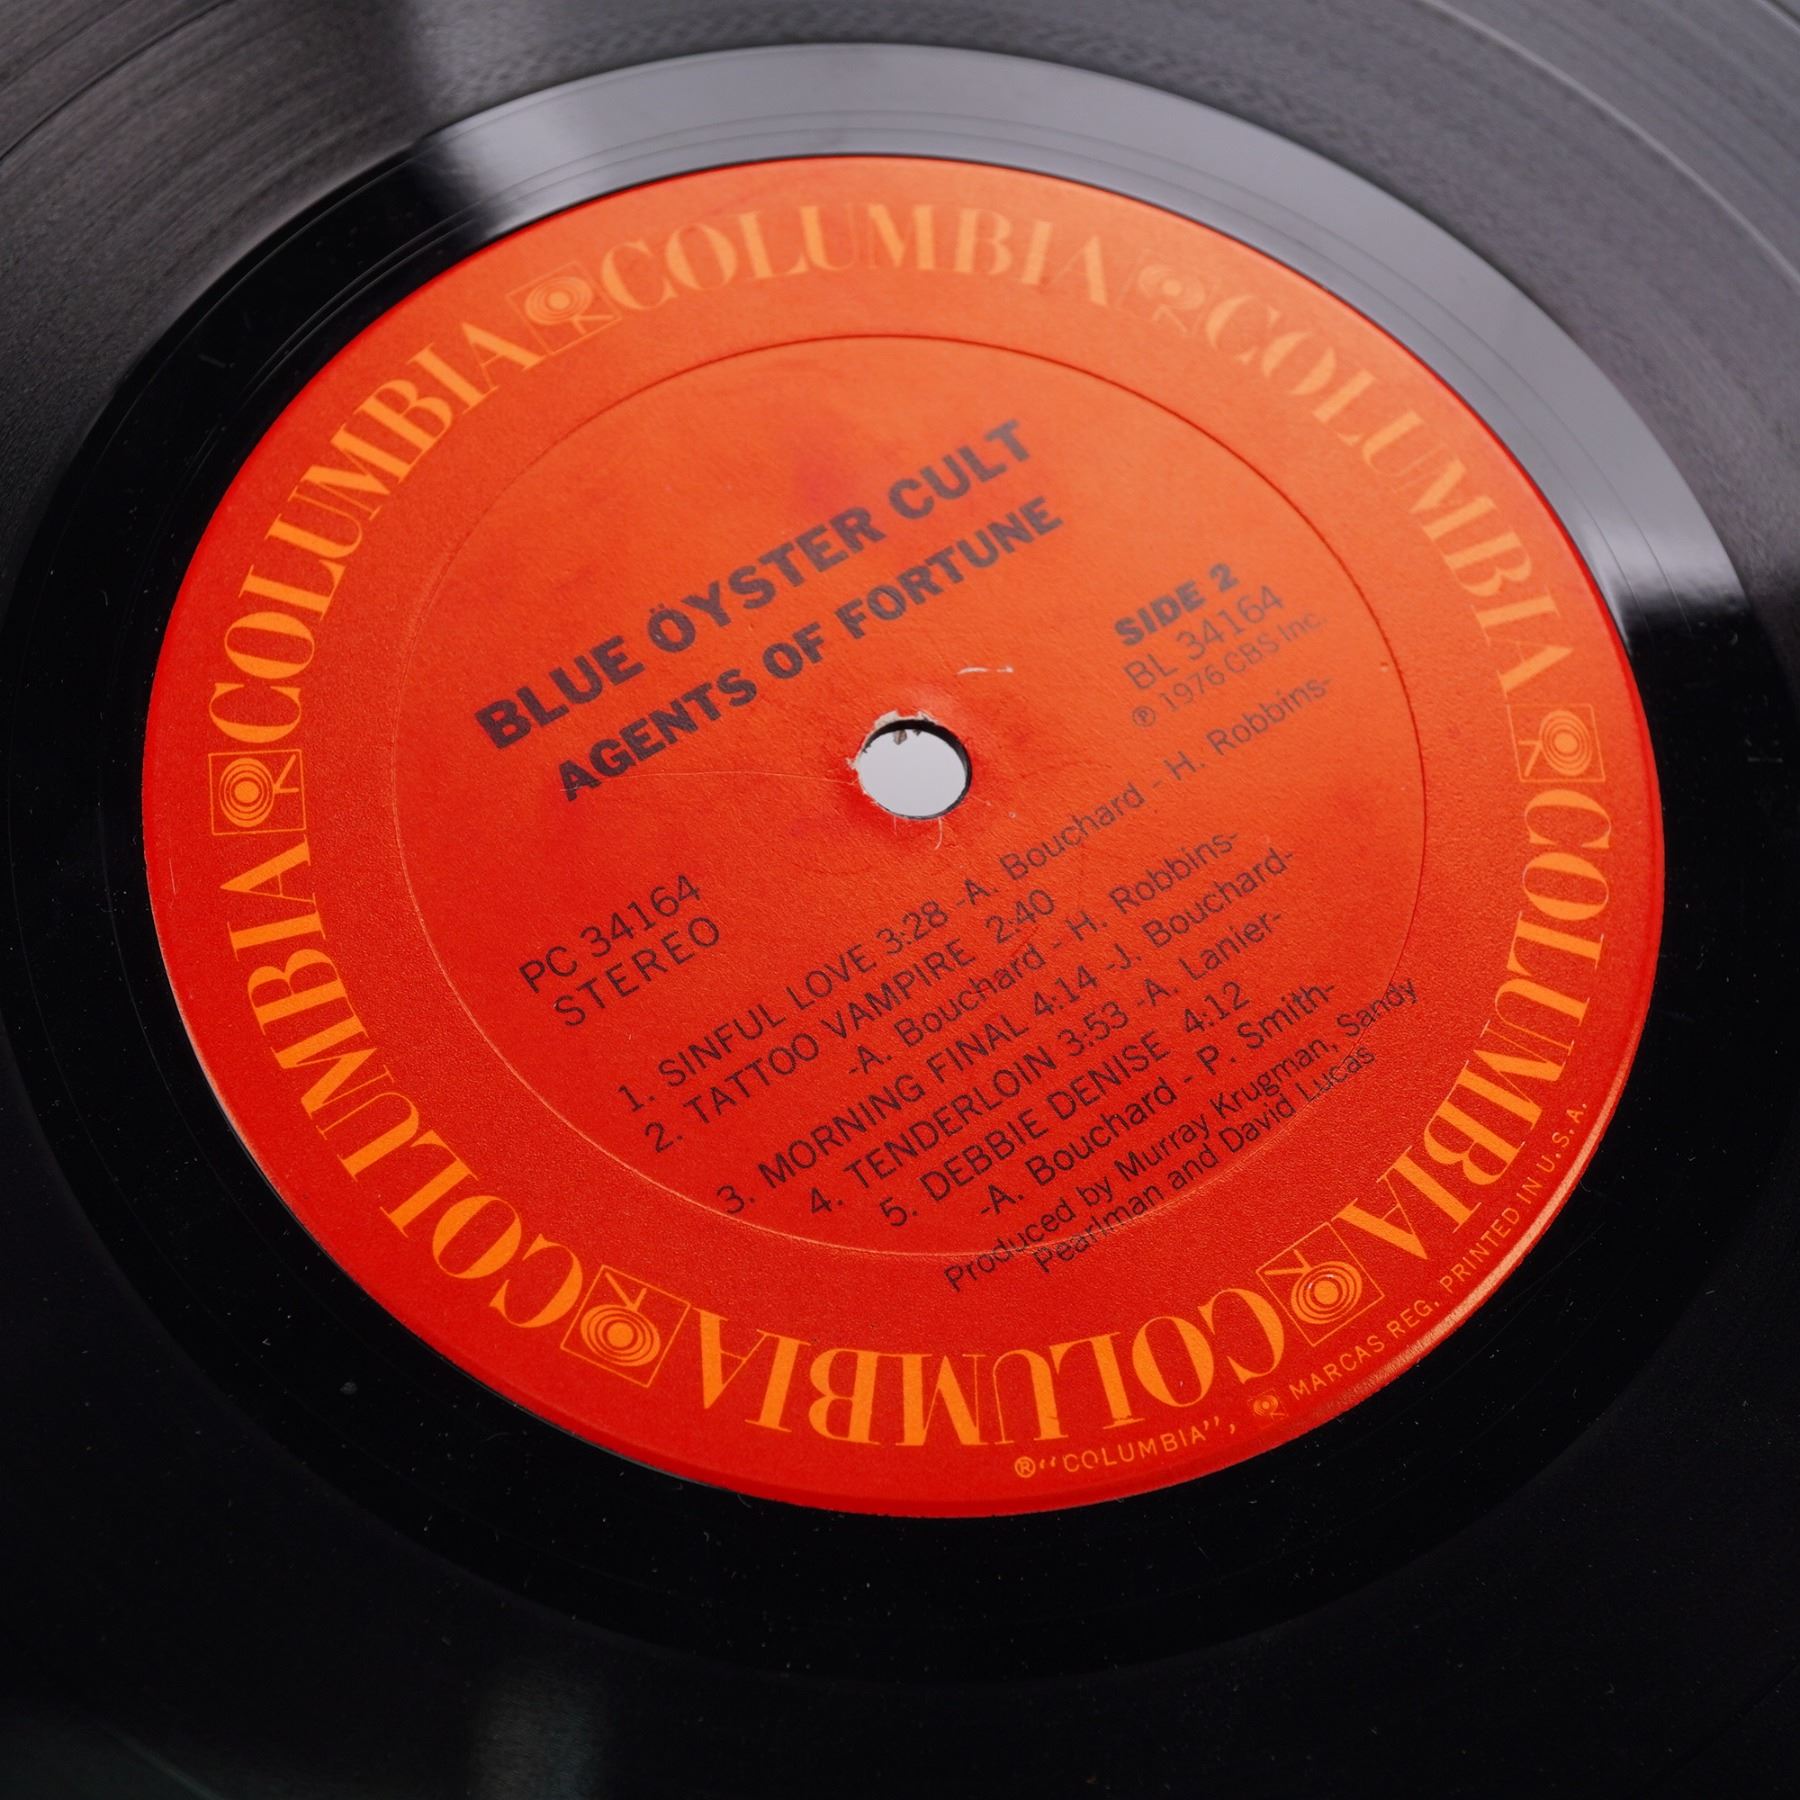 COLUMBIA COLUMBIA COLUMBIA COLUMBIA COLUMBIA COLUMBIA
BLUE ÖYSTER CULT
AGENTS OF FORTUNE
SIDE 2
BL 34164
℗ 1976 CBS Inc.
PC 34164
STEREO
1. SINFUL LOVE 3:28 -A. Bouchard - H. Robbins-
2. TATTOO VAMPIRE 2:40
-A. Bouchard - H. Robbins-
3. MORNING FINAL 4:14 -J. Bouchard-
4. TENDERLOIN 3:53 -A. Lanier-
5. DEBBIE DENISE 4:12
-A. Bouchard - P. Smith-
Produced by Murray Krugman, Sandy
Pearlman and David Lucas
®"COLUMBIA", MARCAS REG. PRINTED IN U.S.A.